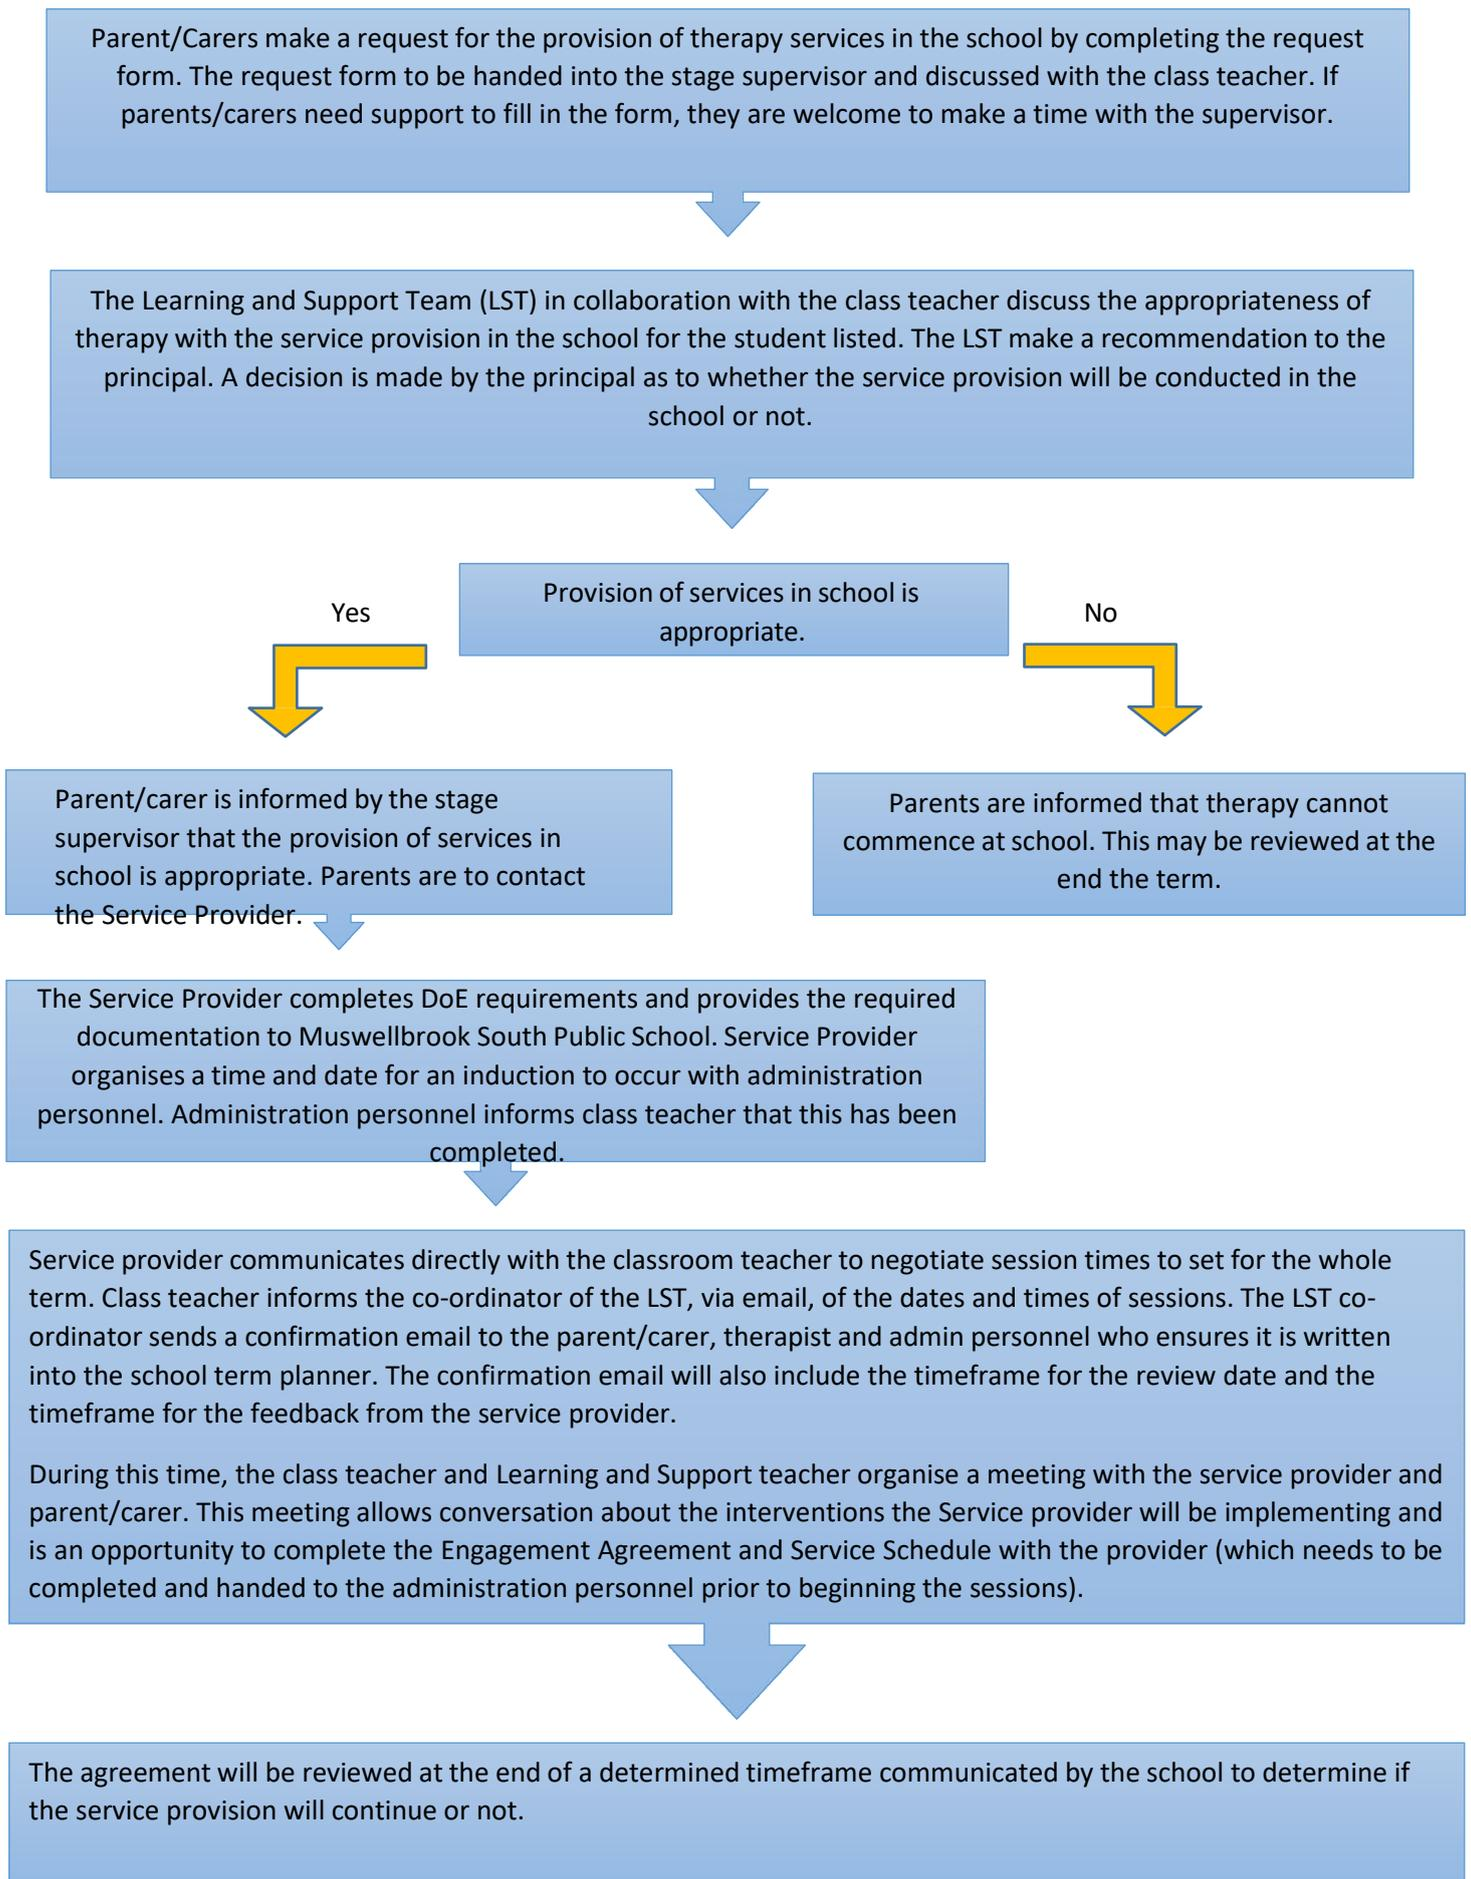 Parent/Carers make a request for the provision of therapy services in the school by completing the request
form. The request form to be handed into the stage supervisor and discussed with the class teacher. If
parents/carers need support to fill in the form, they are welcome to make a time with the supervisor.
The Learning and Support Team (LST) in collaboration with the class teacher discuss the appropriateness of
therapy with the service provision in the school for the student listed. The LST make a recommendation to the
principal. A decision is made by the principal as to whether the service provision will be conducted in the
school or not.
Provision of services in school is
appropriate.
Yes
No
Parent/carer is informed by the stage
supervisor that the provision of services in
school is appropriate. Parents are to contact
the Service Provider.
Parents are informed that therapy cannot
commence at school. This may be reviewed at the
end the term.
The Service Provider completes DoE requirements and provides the required
documentation to Muswellbrook South Public School. Service Provider
organises a time and date for an induction to occur with administration
personnel. Administration personnel informs class teacher that this has been
completed.
Service provider communicates directly with the classroom teacher to negotiate session times to set for the whole
term. Class teacher informs the co-ordinator of the LST, via email, of the dates and times of sessions. The LST co-
ordinator sends a confirmation email to the parent/carer, therapist and admin personnel who ensures it is written
into the school term planner. The confirmation email will also include the timeframe for the review date and the
timeframe for the feedback from the service provider.
During this time, the class teacher and Learning and Support teacher organise a meeting with the service provider and
parent/carer. This meeting allows conversation about the interventions the Service provider will be implementing and
is an opportunity to complete the Engagement Agreement and Service Schedule with the provider (which needs to be
completed and handed to the administration personnel prior to beginning the sessions).
The agreement will be reviewed at the end of a determined timeframe communicated by the school to determine if
the service provision will continue or not.